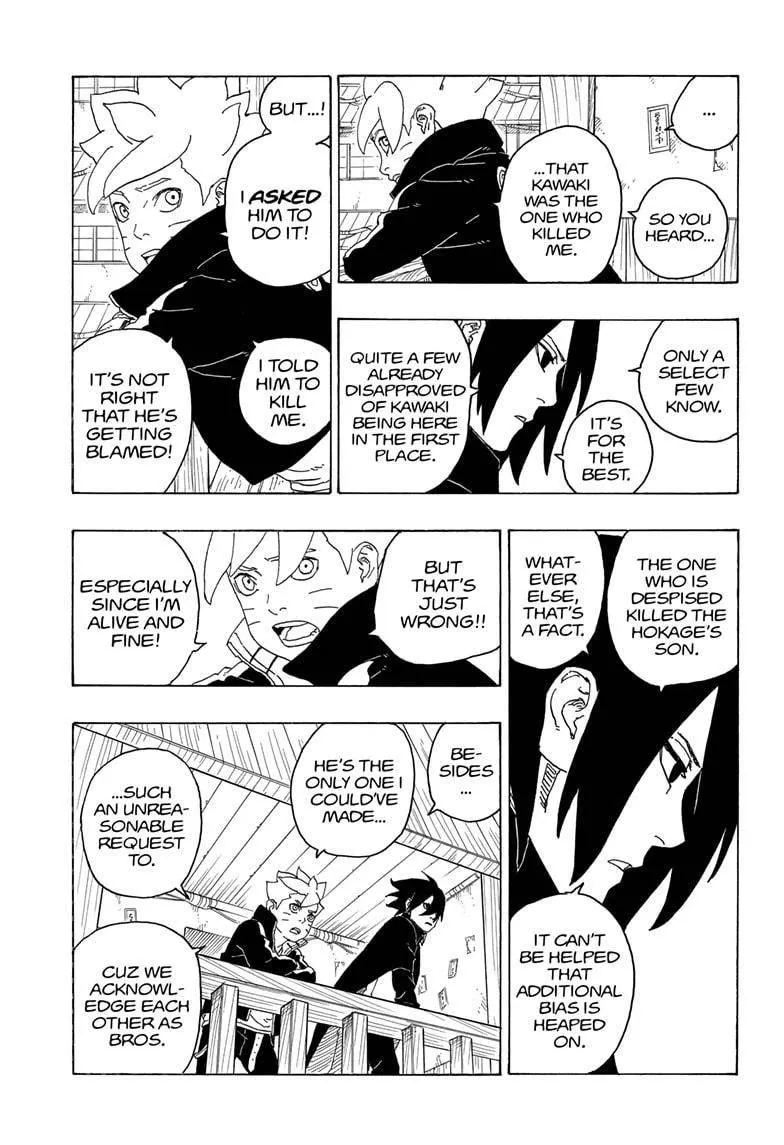 ...
SO YOU
HEARD...
...THAT
KAWAKI
WAS THE
ONE WHO
KILLED
ME.
BUT...!
I ASKED
HIM TO
DO IT!
I TOLD
HIM TO
KILL
ME.
IT'S NOT
RIGHT
THAT HE'S
GETTING
BLAMED!
ONLY A
SELECT
FEW
KNOW.
IT'S
FOR
THE
BEST.
QUITE A FEW
ALREADY
DISAPPROVED
OF KAWAKI
BEING HERE
IN THE FIRST
PLACE.
THE ONE
WHO IS
DESPISED
KILLED THE
HOKAGE'S
SON.
WHAT-
EVER
ELSE,
THAT'S
A FACT.
IT CAN'T
BE HELPED
THAT
ADDITIONAL
BIAS IS
HEAPED
ON.
BUT
THAT'S
JUST
WRONG!!
ESPECIALLY
SINCE I'M
ALIVE AND
FINE!
BE-
SIDES
...
HE'S THE
ONLY ONE I
COULD'VE
MADE...
...SUCH
AN UNREA-
SONABLE
REQUEST
TO.
CUZ WE
ACKNOWL-
EDGE EACH
OTHER AS
BROS.